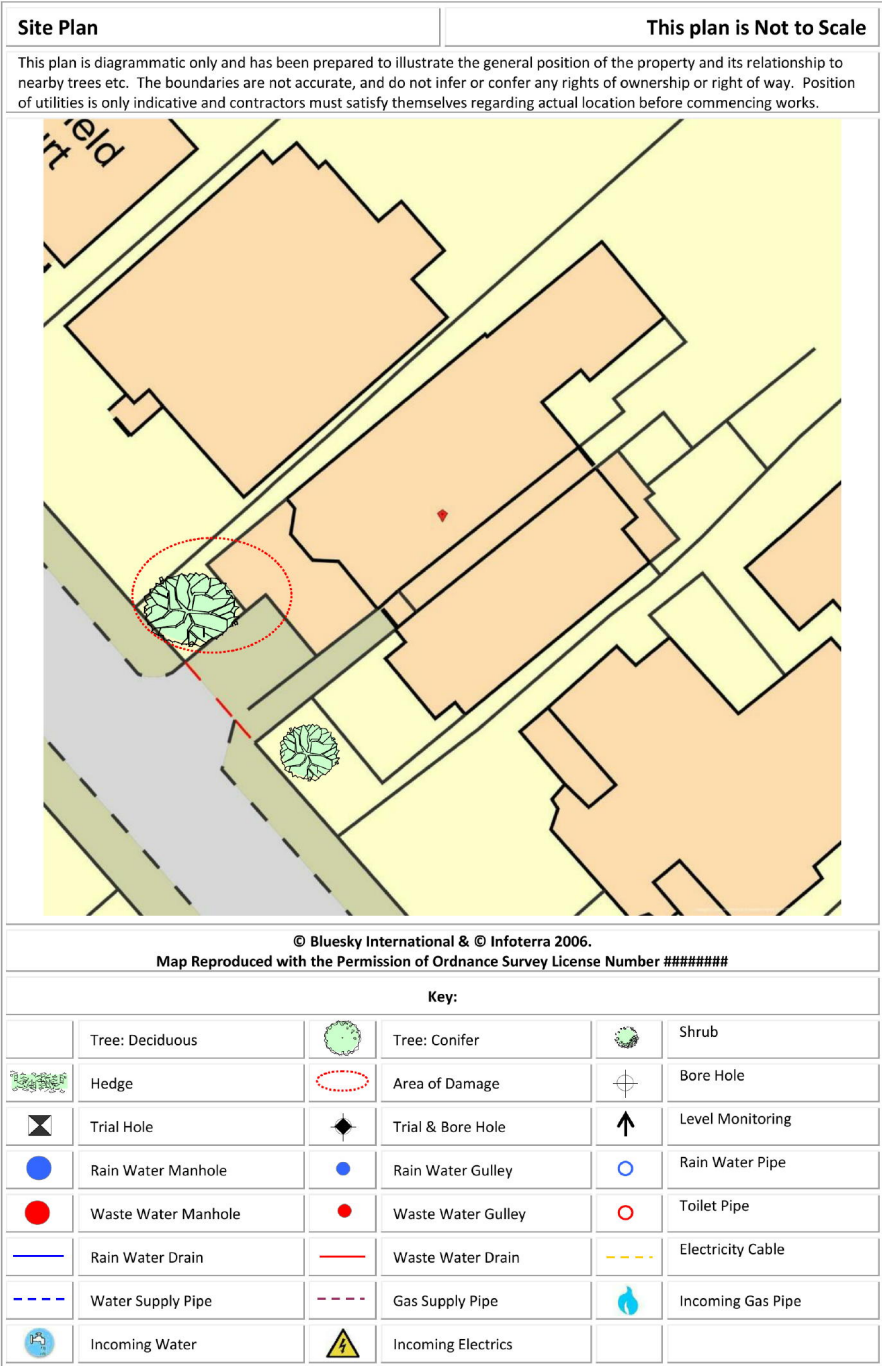 Site Plan
This plan is Not to Scale
This plan is diagrammatic only and has been prepared to illustrate the general position of the property and its relationship to
nearby trees etc. The boundaries are not accurate, and do not infer or confer any rights of ownership or right of way. Position
of utilities is only indicative and contractors must satisfy themselves regarding actual location before commencing works.
eld
rt
© Bluesky International & © Infoterra 2006.
Map Reproduced with the Permission of Ordnance Survey License Number ########
Key:
Tree: Deciduous
Tree: Conifer
Shrub
Hedge
Area of Damage
Bore Hole
Trial Hole
Trial & Bore Hole
Level Monitoring
Rain Water Manhole
Rain Water Gulley
Rain Water Pipe
Waste Water Manhole
Waste Water Gulley
Toilet Pipe
Rain Water Drain
Waste Water Drain
Electricity Cable
Water Supply Pipe
Gas Supply Pipe
Incoming Gas Pipe
Incoming Water
Incoming Electrics